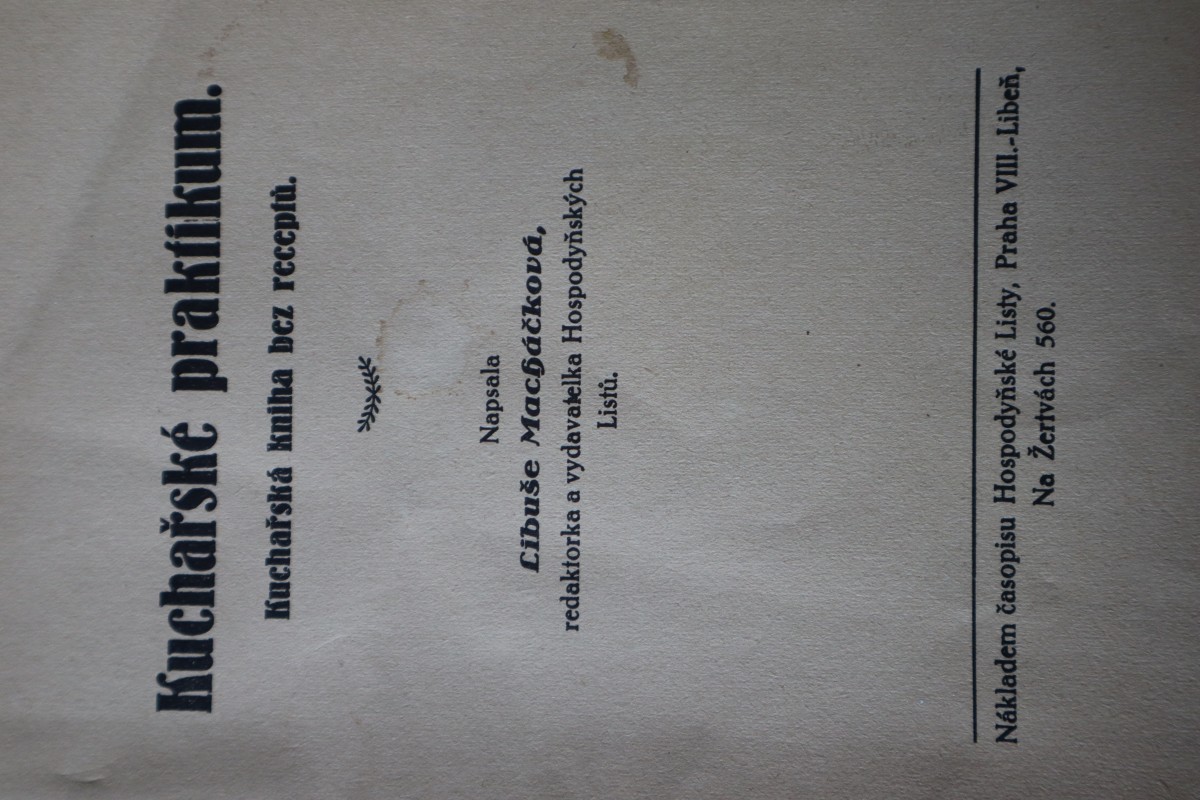 Kuchařské praktikum.
Kuchařská kniha bez receptů.
Napsala
Libuše Macháčková,
redaktorka a vydavatelka Hospodyňských
Listů.
Nákladem časopisu Hospodyňské Listy, Praha VIII.-Libeň,
Na Žertvách 560.